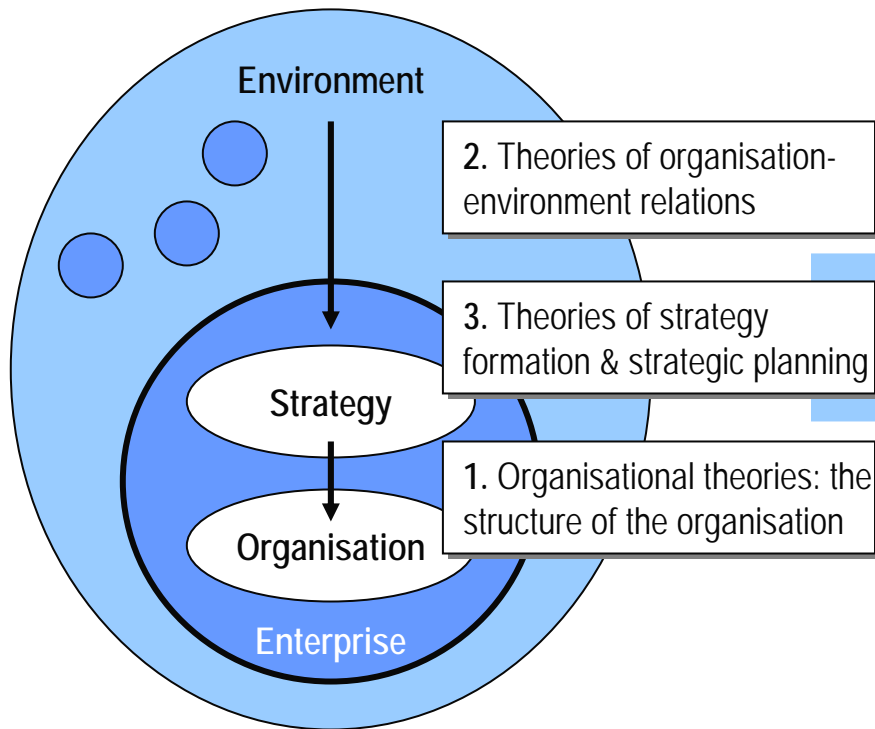 Environment
2. Theories of organisation-
environment relations
3. Theories of strategy
formation & strategic planning
Strategy
1. Organisational theories: the
structure of the organisation
Organisation
Enterprise